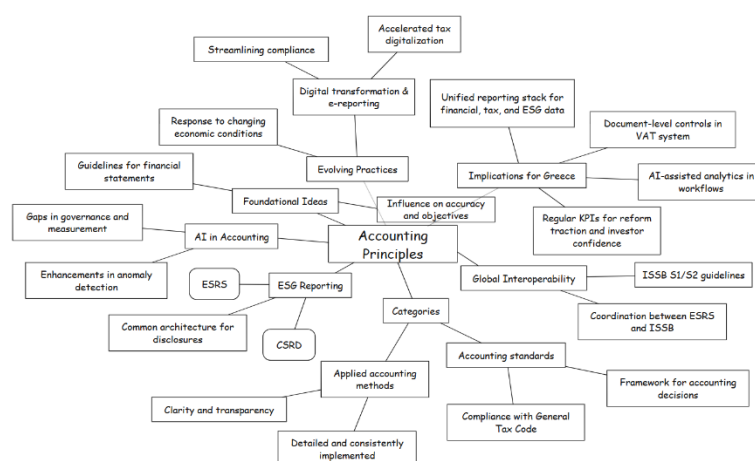 Accelerated tax
digitalization
Streamlining compliance
Digital transformation &
e-reporting
Unified reporting stack for
financial, tax, and ESG data
Response to changing
economic conditions
Document-level controls in
VAT system
Evolving Practices
Implications for Greece
Guidelines for financial
statements
AI-assisted analytics in
workflows
Foundational Ideas
Influence on accuracy
and objectives
Regular KPIs for reform
traction and investor
confidence
Gaps in governance and
measurement
AI in Accounting
Accounting
Principles
Enhancements in anomaly
detection
ESRS
ESG Reporting
Global Interoperability
ISSB S1/S2 guidelines
Common architecture for
disclosures
CSRD
Categories
Coordination between ESRS
and ISSB
Accounting standards
Applied accounting
methods
Framework for accounting
decisions
Clarity and transparency
Compliance with General
Tax Code
Detailed and consistently
implemented